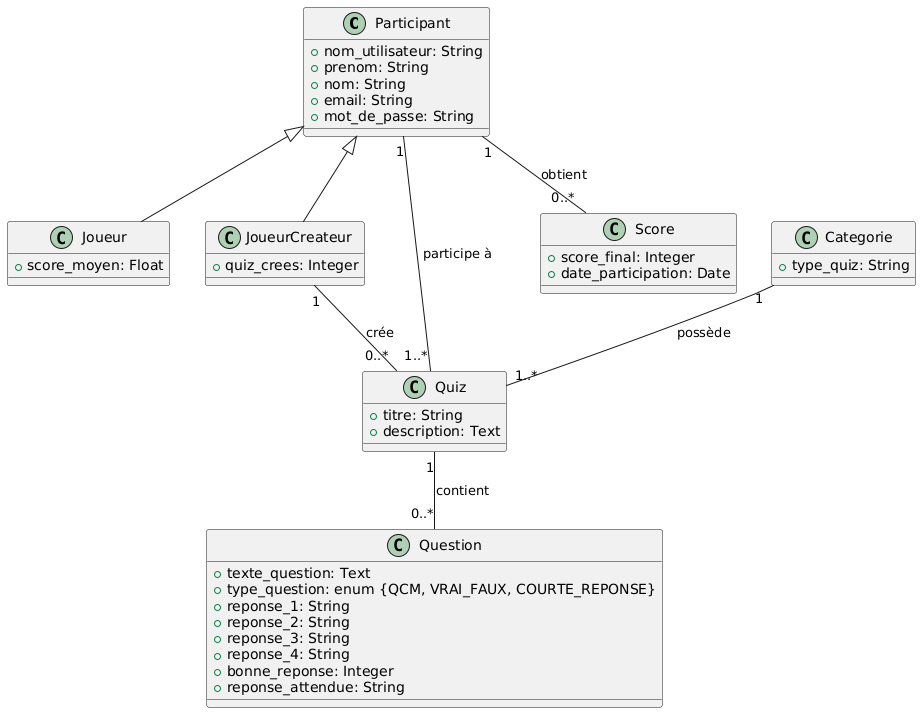 C Participant
nom_utilisateur: String
prenom: String
nom: String
email: String
mot_de_passe: String
1
1
obtient
0..*
C Joueur
score_moyen: Float
C JoueurCreateur
quiz_crees: Integer
participe à
C Score
score_final: Integer
date_participation: Date
C Categorie
type_quiz: String
1
1
crée
possède
0..*
1..*
1..*
C Quiz
titre: String
description: Text
1
contient
0..*
C Question
texte_question: Text
type_question: enum {QCM, VRAI_FAUX, COURTE_REPONSE}
reponse_1: String
reponse_2: String
reponse_3: String
reponse_4: String
bonne_reponse: Integer
reponse_attendue: String